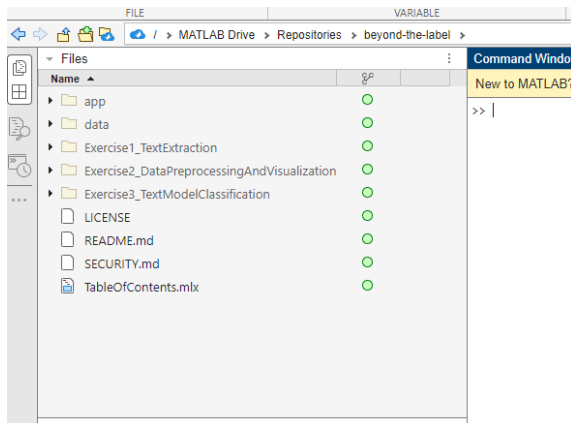 FILE VARIABLE
/ > MATLAB Drive > Repositories > beyond-the-label >
Files
Command Windo
Name
New to MATLAB?
>>
app
data
Exercise1_TextExtraction
Exercise2_DataPreprocessingAndVisualization
Exercise3_TextModelClassification
LICENSE
README.md
SECURITY.md
TableOfContents.mlx